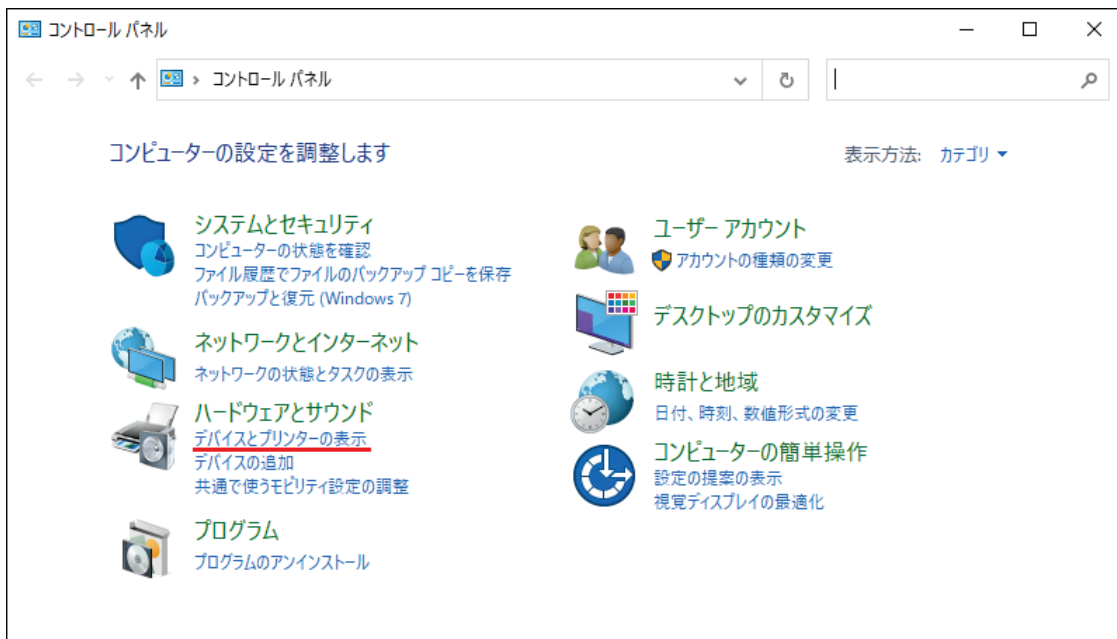 コントロール パネル
コントロール パネル
コンピューターの設定を調整します
表示方法: カテゴリ
システムとセキュリティ
コンピューターの状態を確認
ファイル履歴でファイルのバックアップ コピーを保存
バックアップと復元 (Windows 7)
ネットワークとインターネット
ネットワークの状態とタスクの表示
ハードウェアとサウンド
デバイスとプリンターの表示
デバイスの追加
共通で使うモビリティ設定の調整
プログラム
プログラムのアンインストール
ユーザー アカウント
アカウントの種類の変更
デスクトップのカスタマイズ
時計と地域
日付、時刻、数値形式の変更
コンピューターの簡単操作
設定の提案の表示
視覚ディスプレイの最適化